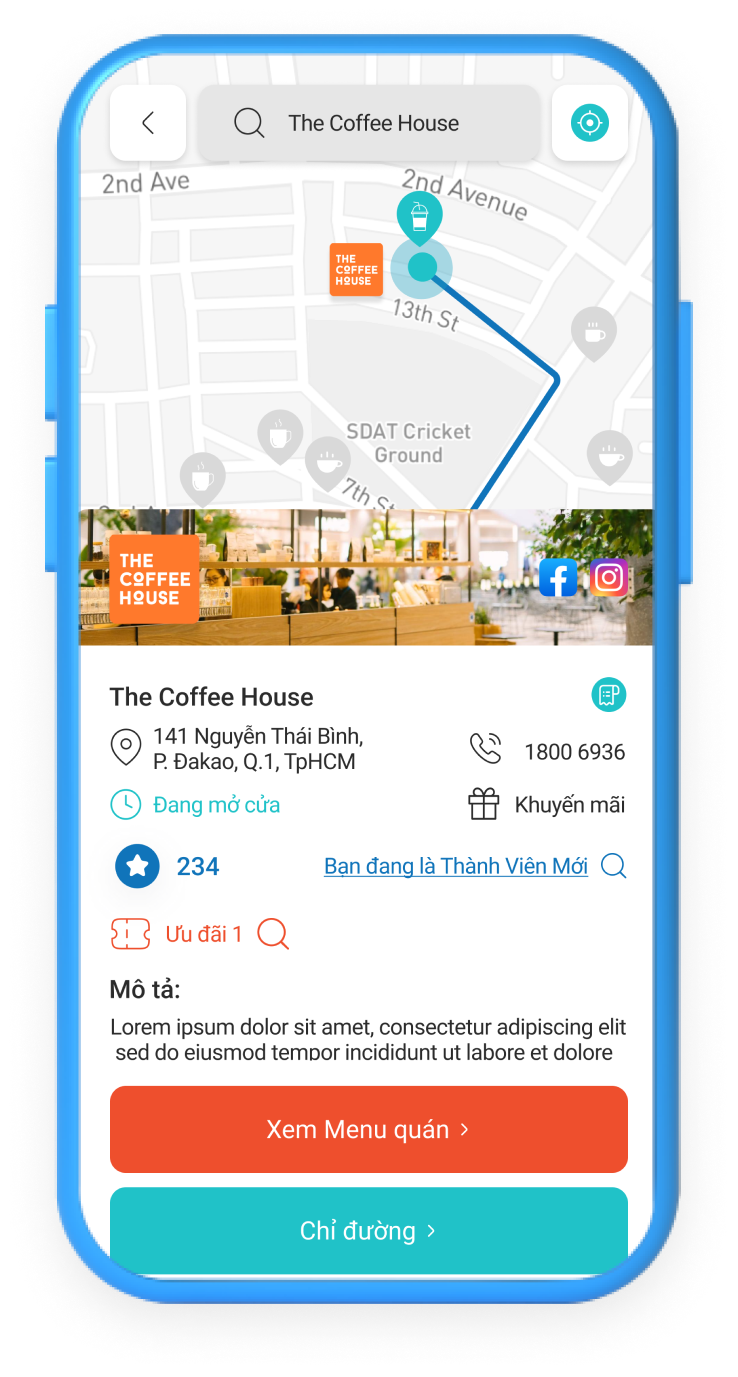 The Coffee House
2nd Ave
2nd Avenue
THE
COFFEE
HOUSE
13th St
SDAT Cricket
Ground
7th St
THE
COFFEE
HOUSE
The Coffee House
141 Nguyễn Thái Bình,
P. Đakao, Q.1, TpHCM
1800 6936
Đang mở cửa
Khuyến mãi
234
Bạn đang là Thành Viên Mới
Ưu đãi 1
Mô tả:
Lorem ipsum dolor sit amet, consectetur adipiscing elit
sed do eiusmod tempor incididunt ut labore et dolore
Xem Menu quán >
Chỉ đường >